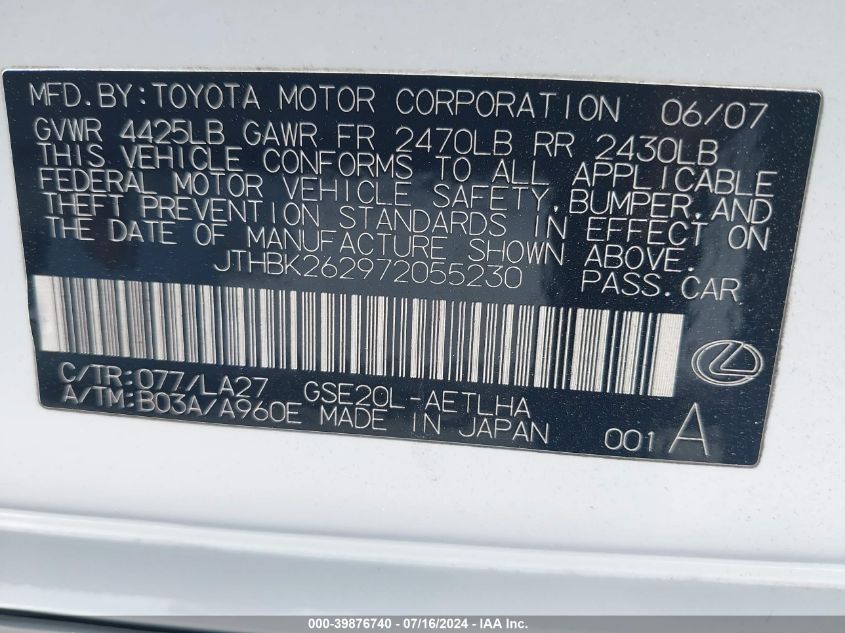 MFD.BY:TOYOTA MOTOR CORPORATION 06/07
GVWR 4425LB GAWR FR 2470LB RR 2430LB
THIS VEHICLE CONFORMS TO ALL APPLICABLE
FEDERAL MOTOR VEHICLE SAFETY,BUMPER,AND
THEFT PREVENTION STANDARDS IN EFFECT ON
THE DATE OF MANUFACTURE SHOWN ABOVE.
JTHBK262972055230 PASS.CAR
C/TR:077/LA27 GSE20L-AETLHA
A/TM:B03A/A960E MADE IN JAPAN 001 A
000-39876740 - 07/16/2024 - IAA Inc.